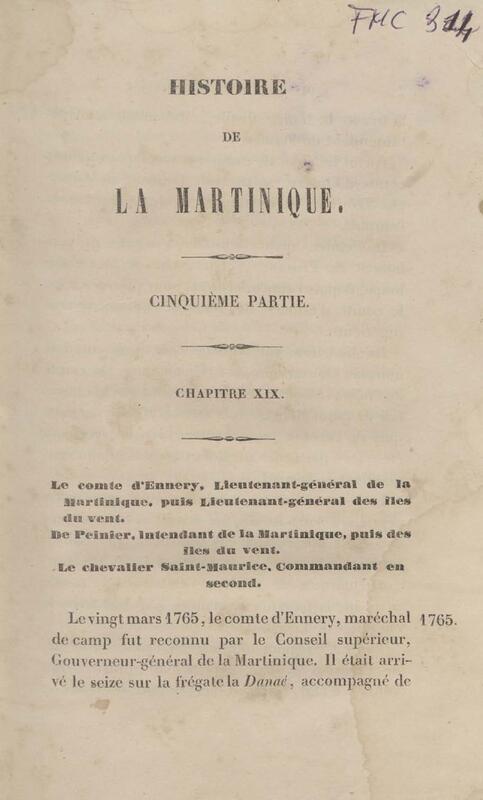 FMC 314
HISTOIRE
DE
LA MARTINIQUE.
CINQUIÈME PARTIE.
CHAPITRE XIX.
Le comte d'Ennery, Lieutenant-général de la
Martinique, puis Lieutenant-général des îles
du vent.
De Peinier, Intendant de la Martinique, puis des
îles du vent.
Le chevalier Saint-Maurice, Commandant en
second.
Le vingt mars 1765, le comte d'Ennery, maréchal 1765.
de camp fut reconnu par le Conseil supérieur,
Gouverneur-général de la Martinique. Il était arri-
vé le seize sur la frégate la Danaé, accompagné de